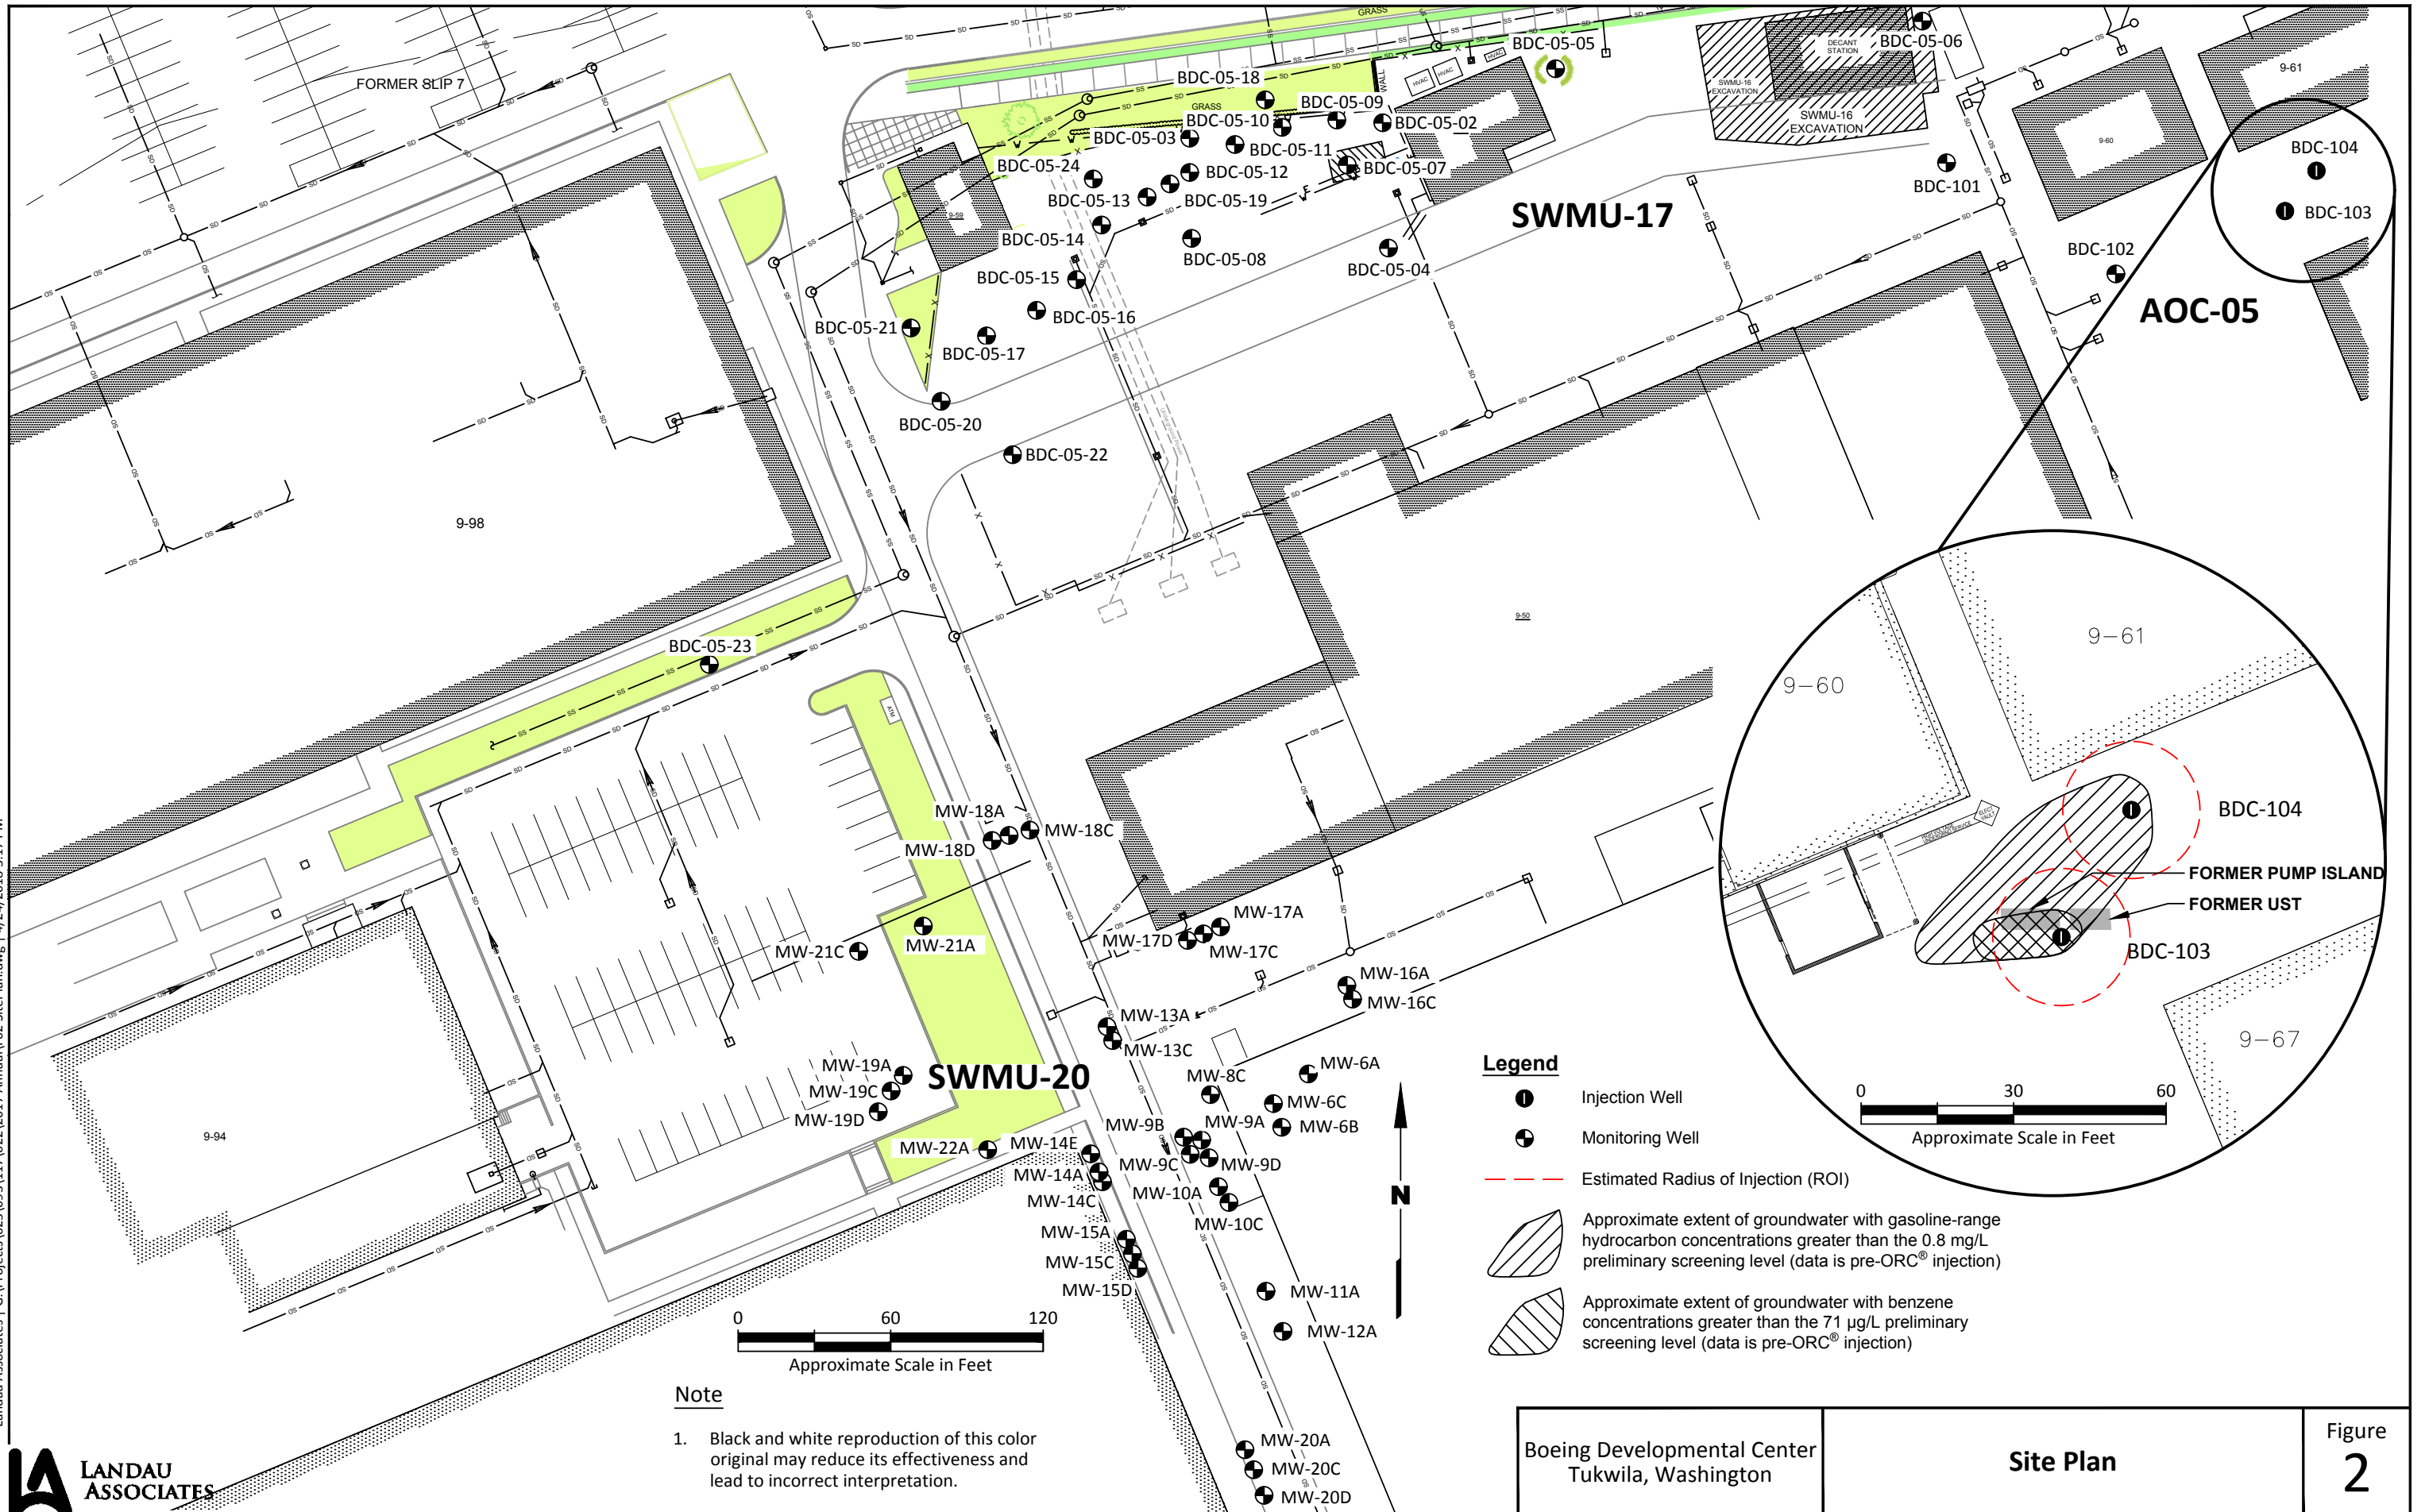 FORMER SLIP 7
GRASS
BDC-05-05
BDC-05-06
DECANT
STATION
9-61
BDC-05-18
HVAC
HVAC
HVAC
WALL
SWMU-16
EXCAVATION
SWMU-16
EXCAVATION
GRASS
BDC-05-09
BDC-05-10
BDC-05-02
BDC-05-03
BDC-05-11
9-60
BDC-104
BDC-05-24
BDC-05-12
BDC-05-07
BDC-101
BDC-05-13
BDC-05-19
BDC-103
9-59
SWMU-17
BDC-05-14
BDC-05-08
BDC-05-04
BDC-102
BDC-05-15
AOC-05
BDC-05-16
BDC-05-21
BDC-05-17
BDC-05-20
BDC-05-22
9-98
9-50
BDC-05-23
ATM
9-61
9-60
MW-18A
MW-18C
MW-18D
ELECT
VAULT
BDC-104
FORMER PUMP ISLAND
FORMER UST
BDC-103
MW-17A
MW-17D
MW-17C
MW-21A
MW-21C
MW-16A
MW-16C
MW-13A
MW-13C
9-67
MW-19A
MW-19C
MW-19D
SWMU-20
MW-6A
MW-8C
MW-6C
MW-6B
MW-9B
MW-9A
MW-9C
MW-9D
9-94
MW-22A
MW-14E
MW-14A
MW-14C
MW-10A
MW-10C
MW-15A
MW-15C
MW-15D
MW-11A
MW-12A
MW-20A
MW-20C
MW-20D
N
0 30 60
Approximate Scale in Feet
Legend
Injection Well
Monitoring Well
Estimated Radius of Injection (ROI)
Approximate extent of groundwater with gasoline-range
hydrocarbon concentrations greater than the 0.8 mg/L
preliminary screening level (data is pre-ORC® injection)
Approximate extent of groundwater with benzene
concentrations greater than the 71 µg/L preliminary
screening level (data is pre-ORC® injection)
0 60 120
Approximate Scale in Feet
Note
1. Black and white reproduction of this color
original may reduce its effectiveness and
lead to incorrect interpretation.
LANDAU
ASSOCIATES
Boeing Developmental Center
Tukwila, Washington
Site Plan
Figure
2